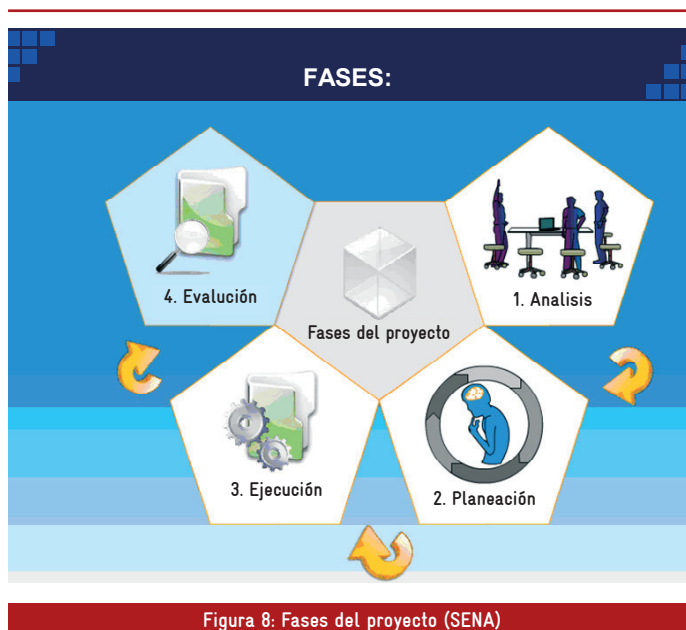 FASES:
4. Evalución
1. Analisis
Fases del proyecto
3. Ejecución
2. Planeación
Figura 8: Fases del proyecto (SENA)